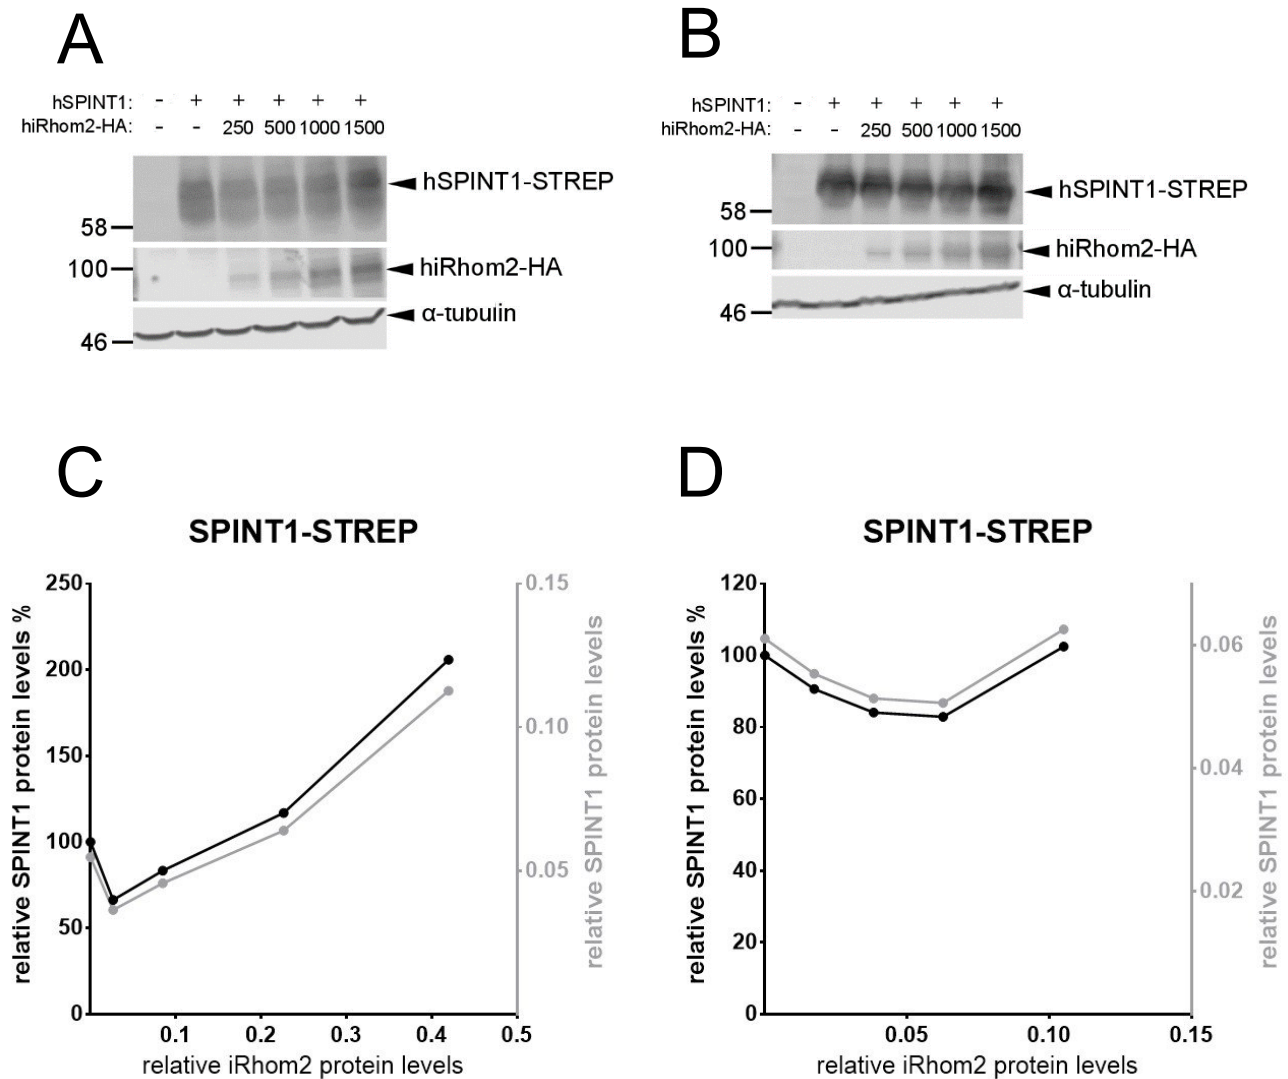 A
hSPINT1: - + + + + +
hiRhom2-HA: - - 250 500 1000 1500
hSPINT1-STREP
58
100
hiRhom2-HA
α-tubulin
46
B
hSPINT1: - + + + + +
hiRhom2-HA: - - 250 500 1000 1500
hSPINT1-STREP
58
100
hiRhom2-HA
α-tubulin
46
C
SPINT1-STREP
relative SPINT1 protein levels %
250
200
150
100
50
0
0.1 0.2 0.3 0.4 0.5
relative iRhom2 protein levels
0.15
0.10
0.05
relative SPINT1 protein levels
D
SPINT1-STREP
relative SPINT1 protein levels %
120
100
80
60
40
20
0
0.05 0.10 0.15
relative iRhom2 protein levels
0.06
0.04
0.02
relative SPINT1 protein levels